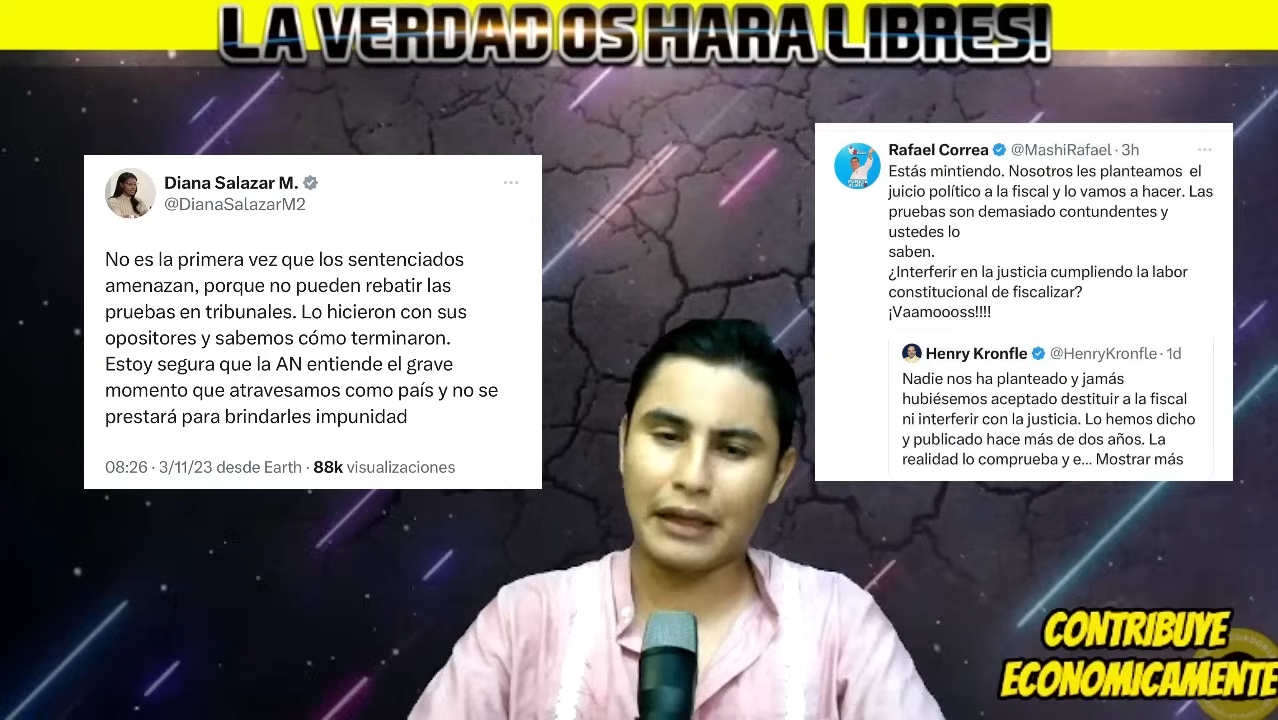 LA VERDAD OS HARA LIBRES!
Diana Salazar M.
@DianaSalazarM2
No es la primera vez que los sentenciados
amenazan, porque no pueden rebatir las
pruebas en tribunales. Lo hicieron con sus
opositores y sabemos cómo terminaron.
Estoy segura que la AN entiende el grave
momento que atravesamos como país y no se
prestará para brindarles impunidad
08:26 · 3/11/23 desde Earth · 88k visualizaciones
Rafael Correa @MashiRafael · 3h
Estás mintiendo. Nosotros les planteamos el
juicio político a la fiscal y lo vamos a hacer. Las
pruebas son demasiado contundentes y
ustedes lo
saben.
¿Interferir en la justicia cumpliendo la labor
constitucional de fiscalizar?
¡Vaamoooss!!!!
Henry Kronfle @HenryKronfle · 1d
Nadie nos ha planteado y jamás
hubiésemos aceptado destituir a la fiscal
ni interferir con la justicia. Lo hemos dicho
y publicado hace más de dos años. La
realidad lo comprueba y e... Mostrar más
CONTRIBUYE
ECONOMICAMENTE